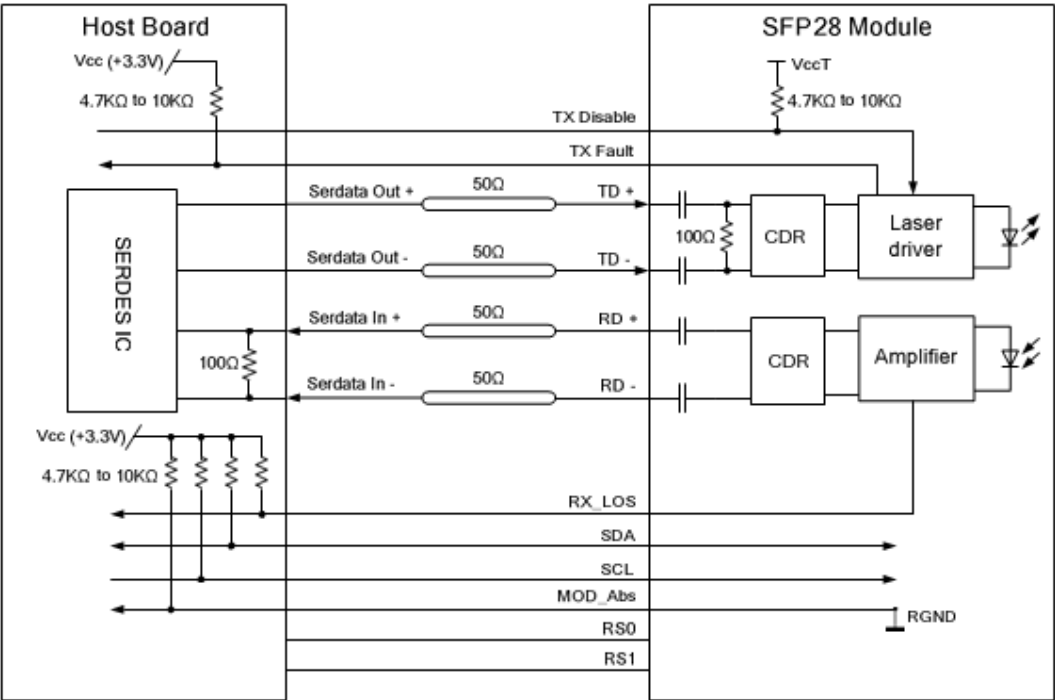 Host Board
SFP28 Module
Vcc (+3.3V)
VccT
4.7KΩ to 10KΩ
4.7KΩ to 10KΩ
TX Disable
TX Fault
Serdata Out +
50Ω
TD +
100Ω
CDR
Laser
driver
SERDES IC
Serdata Out -
50Ω
TD -
Serdata In +
50Ω
RD +
100Ω
CDR
Amplifier
Serdata In -
50Ω
RD -
Vcc (+3.3V)
4.7KΩ to 10KΩ
RX_LOS
SDA
SCL
MOD_Abs
RGND
RS0
RS1